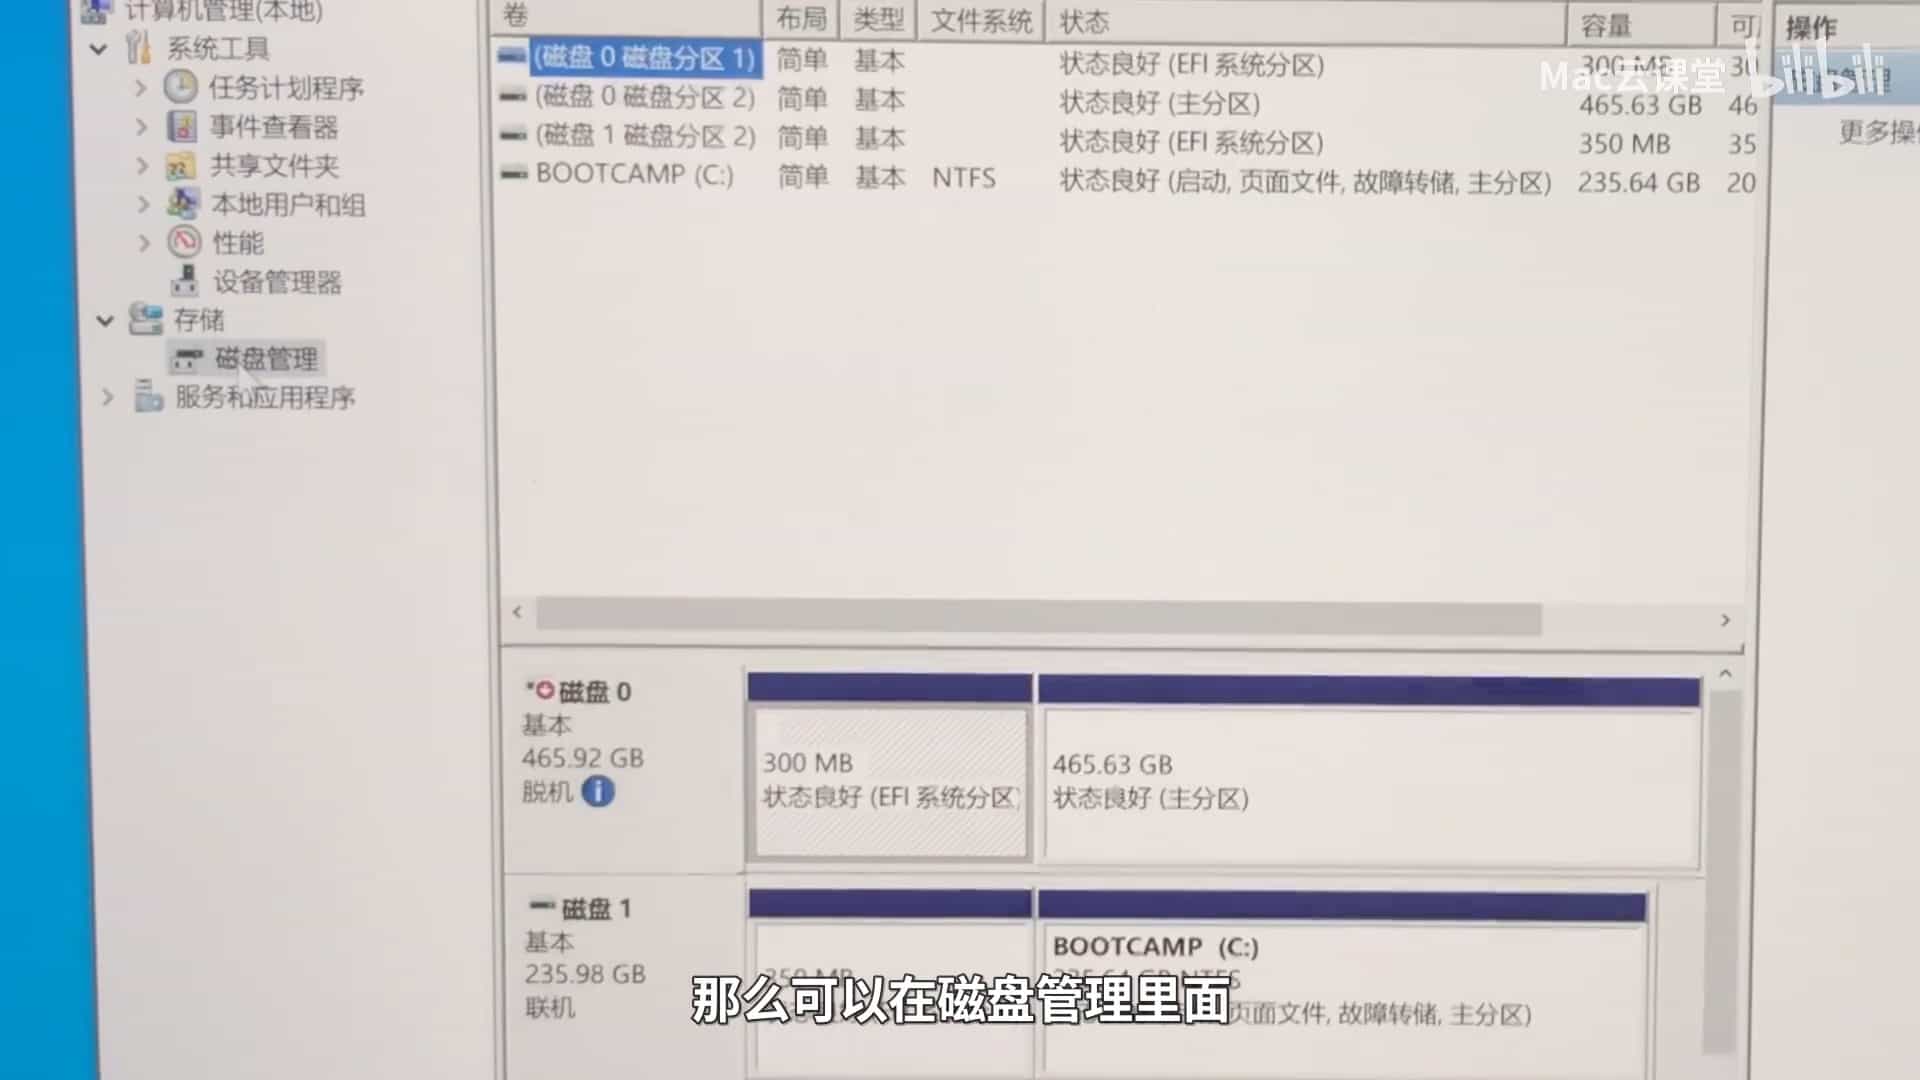 计算机管理(本地)
系统工具
任务计划程序
事件查看器
共享文件夹
本地用户和组
性能
设备管理器
存储
磁盘管理
服务和应用程序
卷 布局 类型 文件系统 状态 容量 可
(磁盘 0 磁盘分区 1) 简单 基本 状态良好 (EFI 系统分区) 300 MB 30
(磁盘 0 磁盘分区 2) 简单 基本 状态良好 (主分区) 465.63 GB 46
(磁盘 1 磁盘分区 2) 简单 基本 状态良好 (EFI 系统分区) 350 MB 35
BOOTCAMP (C:) 简单 基本 NTFS 状态良好 (启动, 页面文件, 故障转储, 主分区) 235.64 GB 20
操作
Mac云课堂 bilibili
更多操作
磁盘 0
基本
465.92 GB
脱机
300 MB
状态良好 (EFI 系统分区)
465.63 GB
状态良好 (主分区)
磁盘 1
基本
235.98 GB
联机
350 MB
BOOTCAMP (C:)
235.64 GB NTFS
页面文件, 故障转储, 主分区)
那么可以在磁盘管理里面